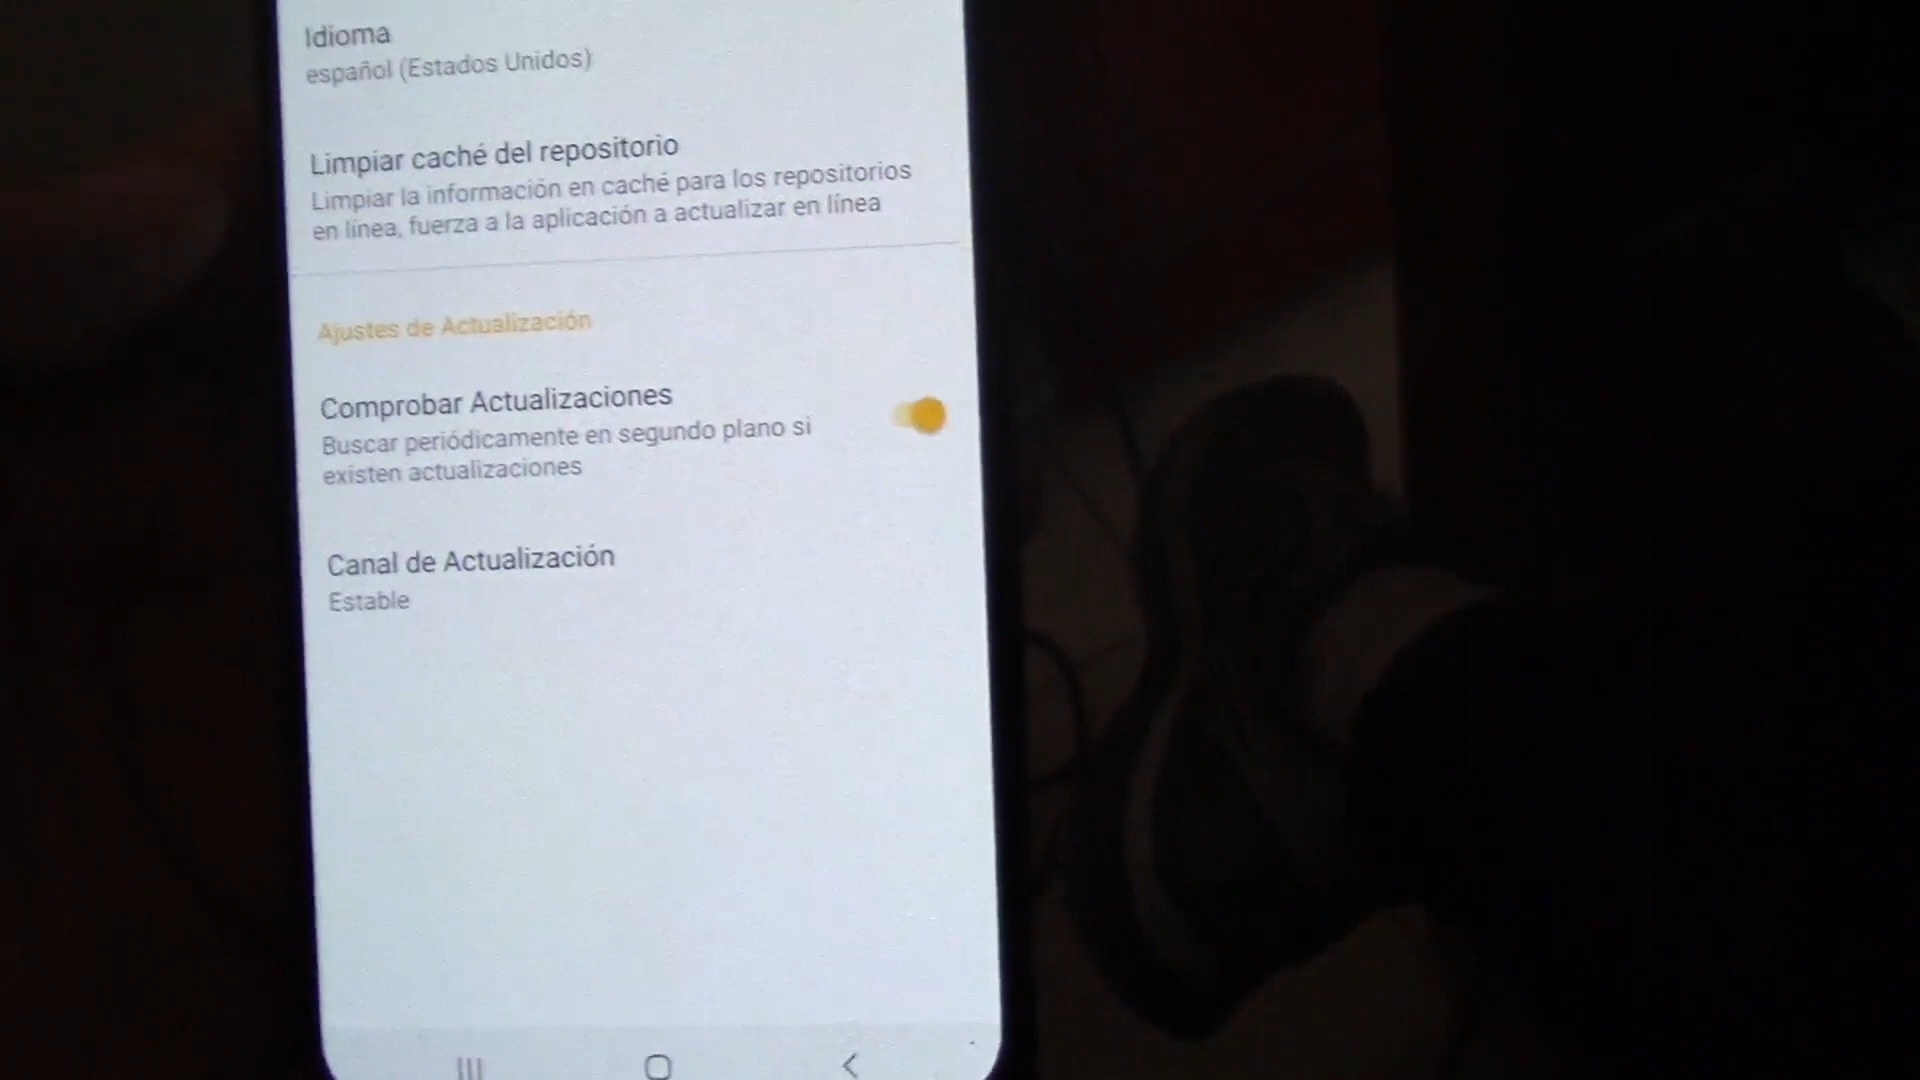 Idioma
español (Estados Unidos)
Limpiar caché del repositorio
Limpiar la información en caché para los repositorios
en línea, fuerza a la aplicación a actualizar en línea
Ajustes de Actualización
Comprobar Actualizaciones
Buscar periódicamente en segundo plano si
existen actualizaciones
Canal de Actualización
Estable